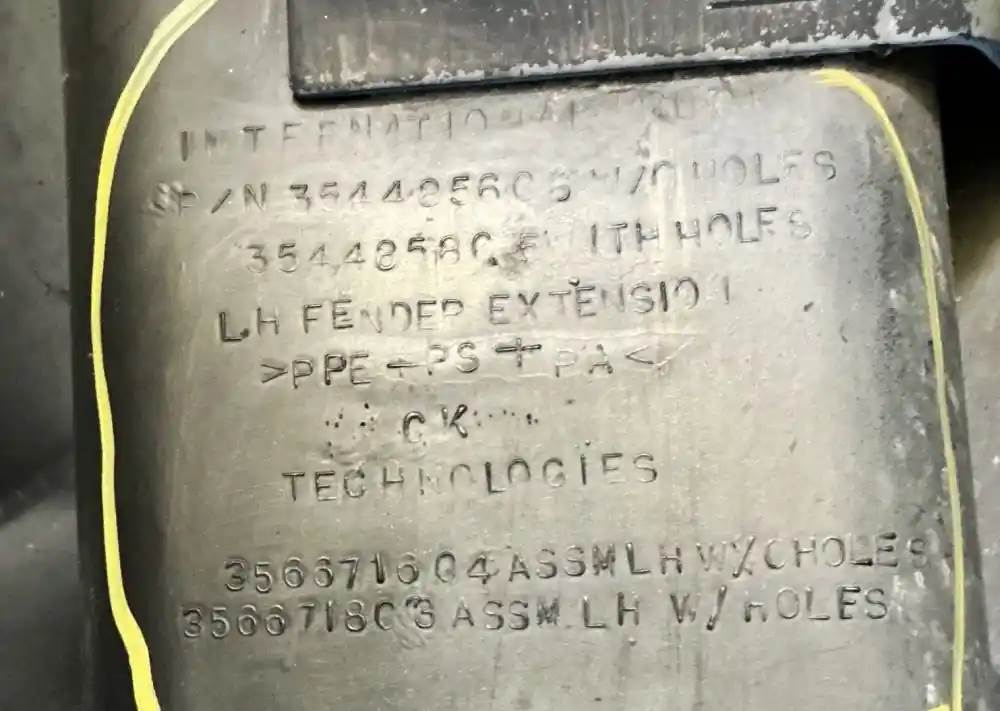 INTERNATIONAL
P/N 3544856C5 W/O HOLES
3544858C WITH HOLES
LH FENDER EXTENSION
>PPE+PS+PA<
CK
TECHNOLOGIES
3566716C4 ASSM LH W/O HOLES
3566718C3 ASSM LH W/ HOLES